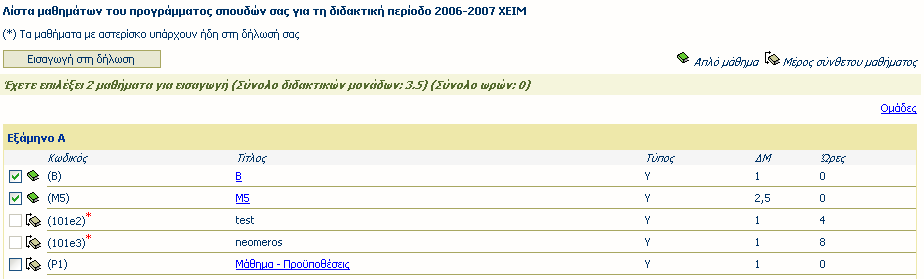 Λίστα μαθημάτων του προγράμματος σπουδών σας για τη διδακτική περίοδο 2006-2007 ΧΕΙΜ
(*) Τα μαθήματα με αστερίσκο υπάρχουν ήδη στη δήλωσή σας
Εισαγωγή στη δήλωση
Απλό μάθημα Μέρος σύνθετου μαθήματος
Έχετε επιλέξει 2 μαθήματα για εισαγωγή (Σύνολο διδακτικών μονάδων: 3.5) (Σύνολο ωρών: 0)
Ομάδες
Εξάμηνο Α
Κωδικός Τίτλος Τύπος ΔΜ Ώρες
(Β) Β Υ 1 0
(Μ5) Μ5 Υ 2,5 0
(101e2)* test Υ 1 4
(101e3)* neomeros Υ 1 8
(P1) Μάθημα - Προϋποθέσεις Υ 1 0